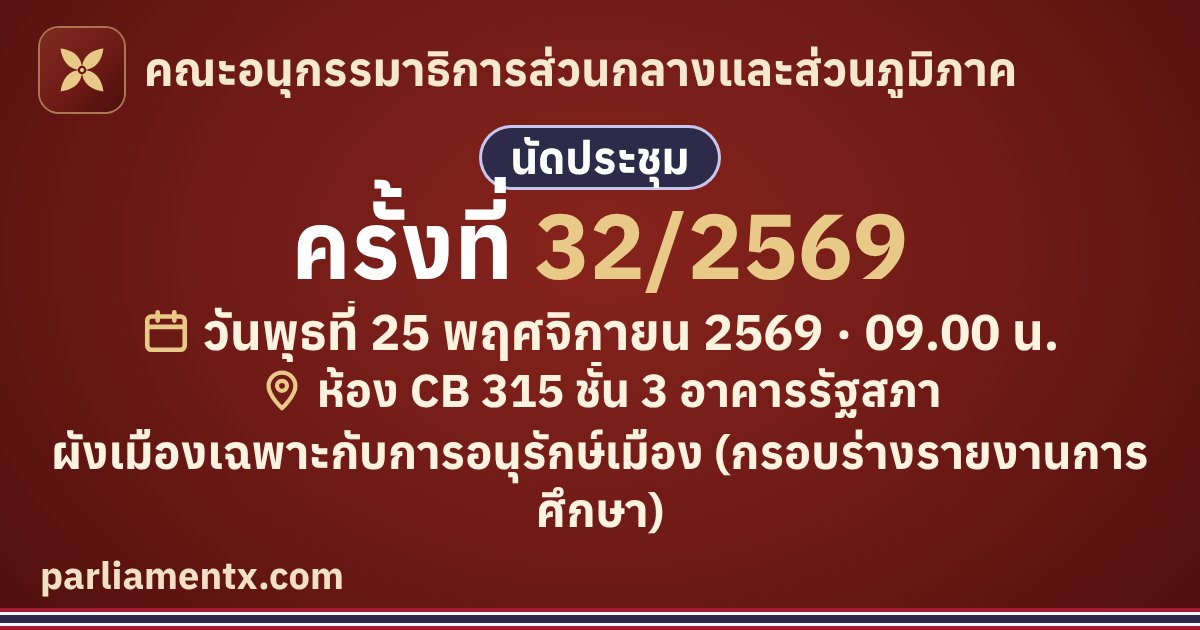 คณะอนุกรรมาธิการส่วนกลางและส่วนภูมิภาค
นัดประชุม
ครั้งที่ 32/2569
วันพุธที่ 25 พฤศจิกายน 2569 · 09.00 น.
ห้อง CB 315 ชั้น 3 อาคารรัฐสภา
ผังเมืองเฉพาะกับการอนุรักษ์เมือง (กรอบร่างรายงานการ
ศึกษา)
parliamentx.com